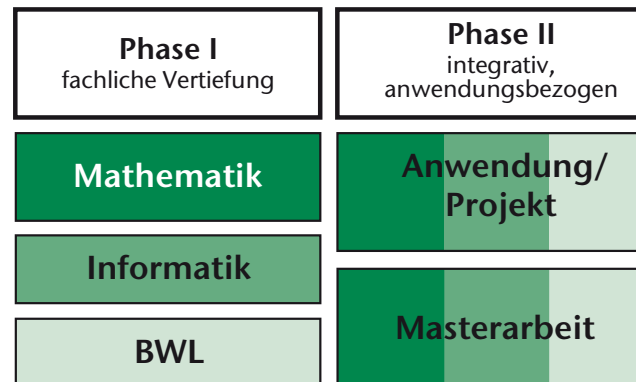 Phase I
fachliche Vertiefung
Mathematik
Informatik
BWL
Phase II
integrativ,
anwendungsbezogen
Anwendung/
Projekt
Masterarbeit